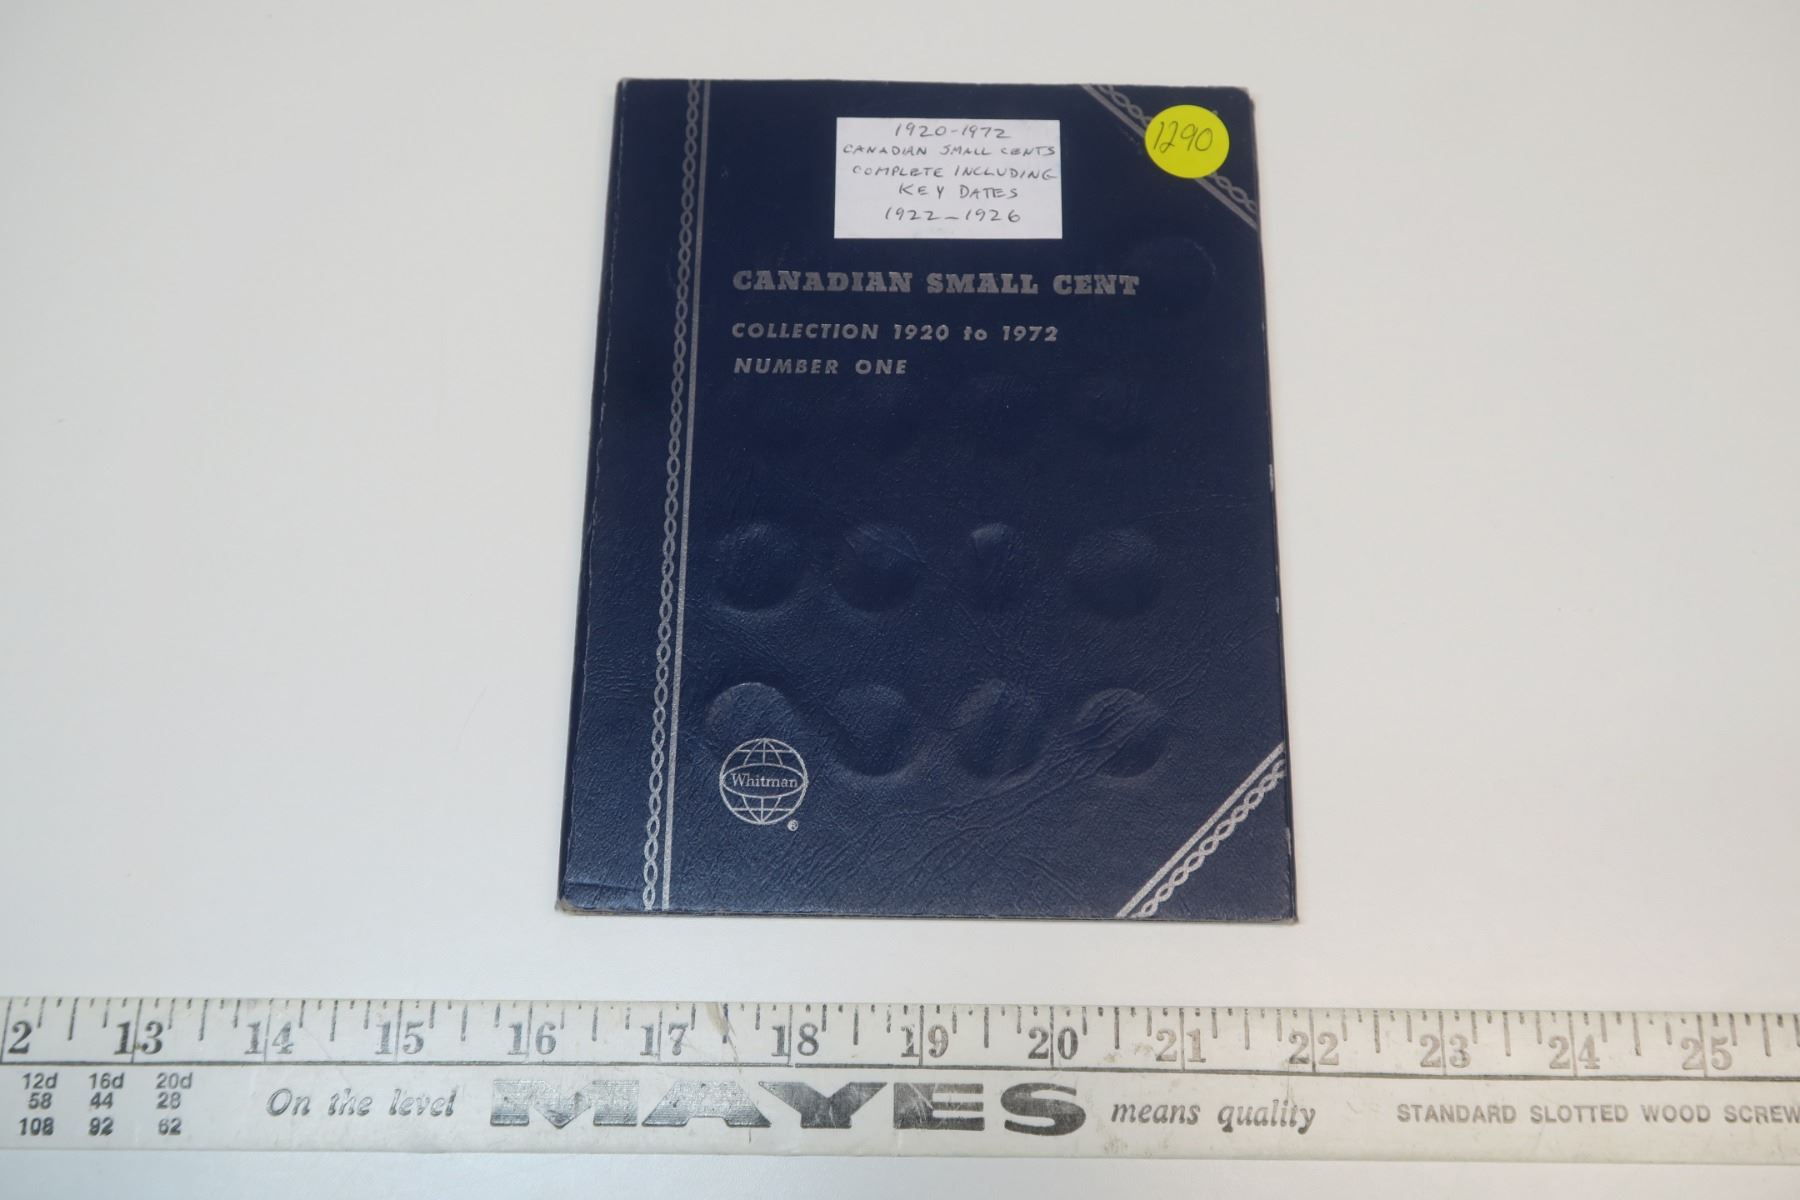 1920-1972
CANADIAN SMALL CENTS
COMPLETE INCLUDING
KEY DATES
1922-1926
1290
CANADIAN SMALL CENT
COLLECTION 1920 to 1972
NUMBER ONE
Whitman
®
2 13 14 15 16 17 18 19 20 21 22 23 24 25
12d 16d 20d
58 44 28
108 92 62
On the level MAYES means quality STANDARD SLOTTED WOOD SCREW